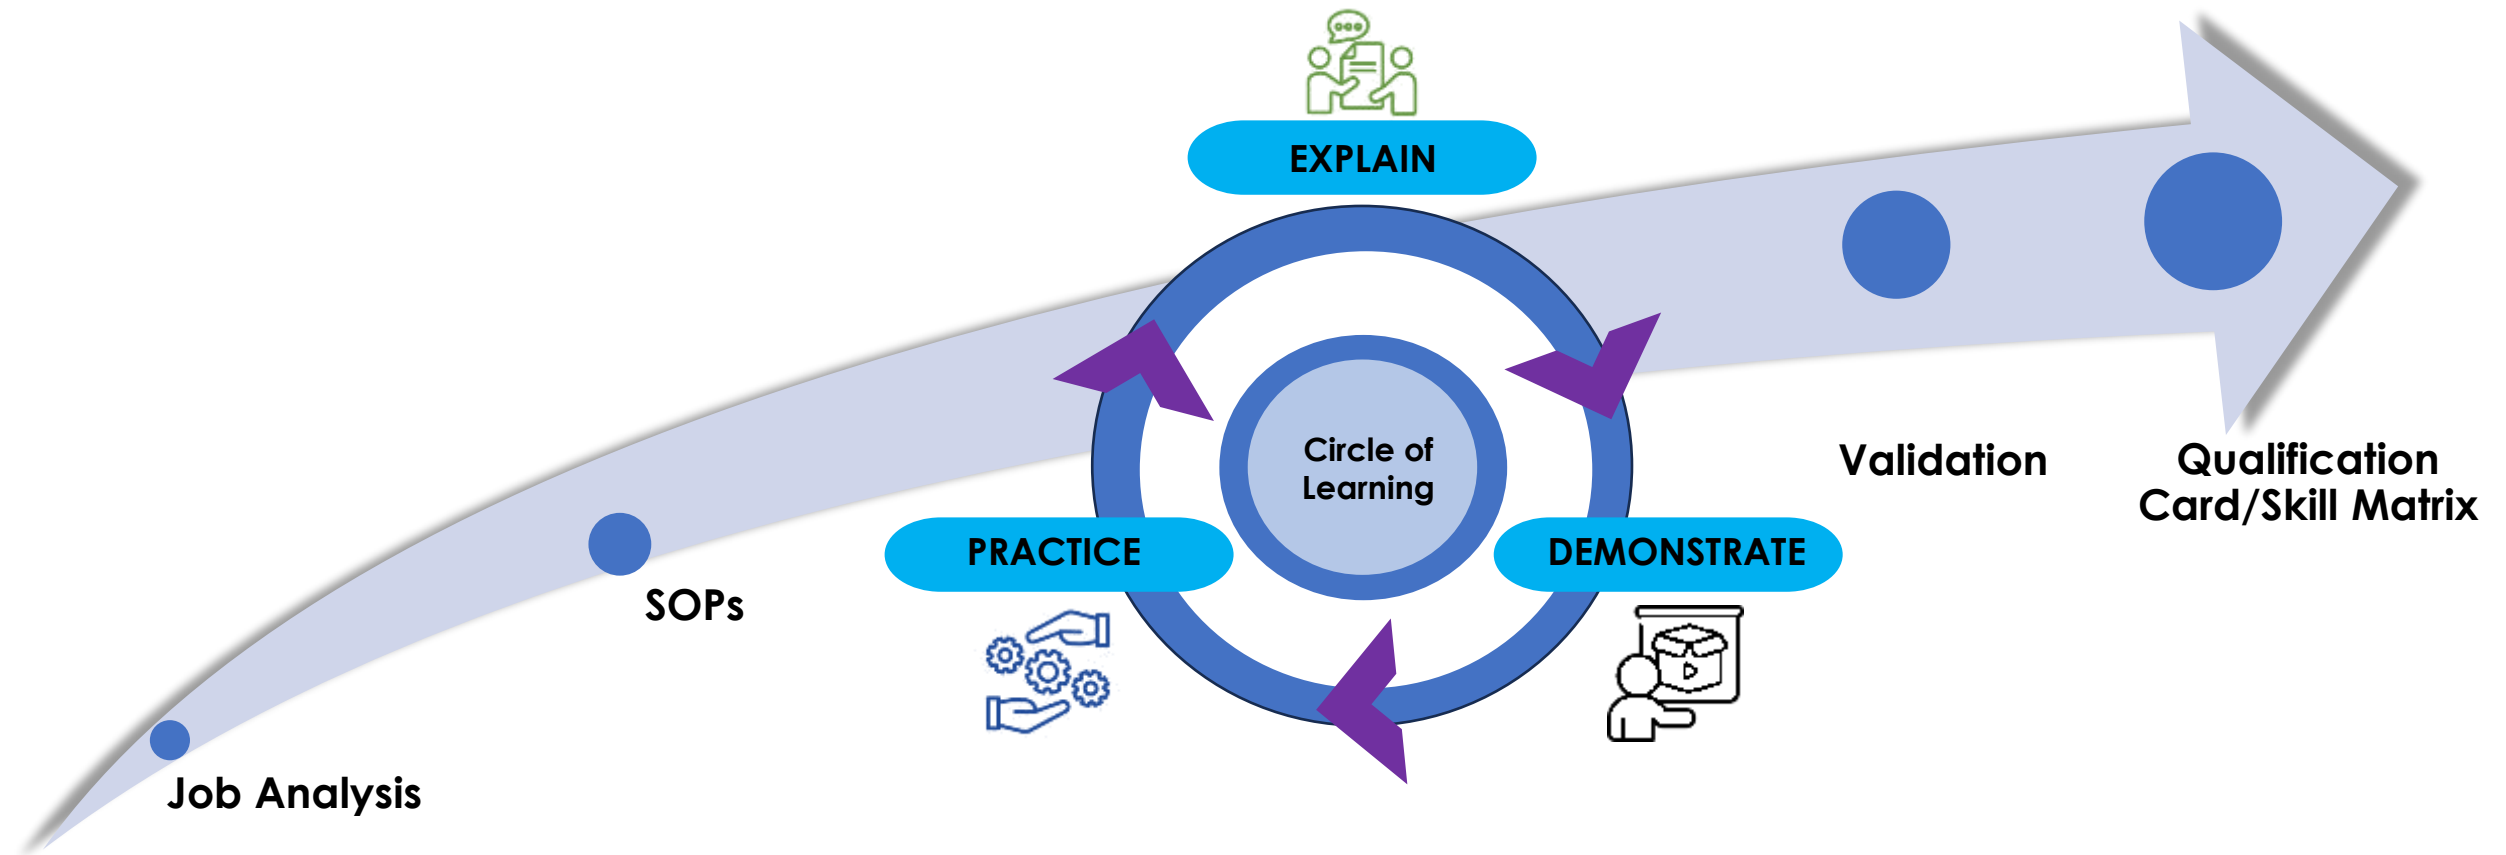 EXPLAIN
Circle of
Learning
PRACTICE
DEMONSTRATE
Validation
Qualification
Card/Skill Matrix
SOPs
Job Analysis